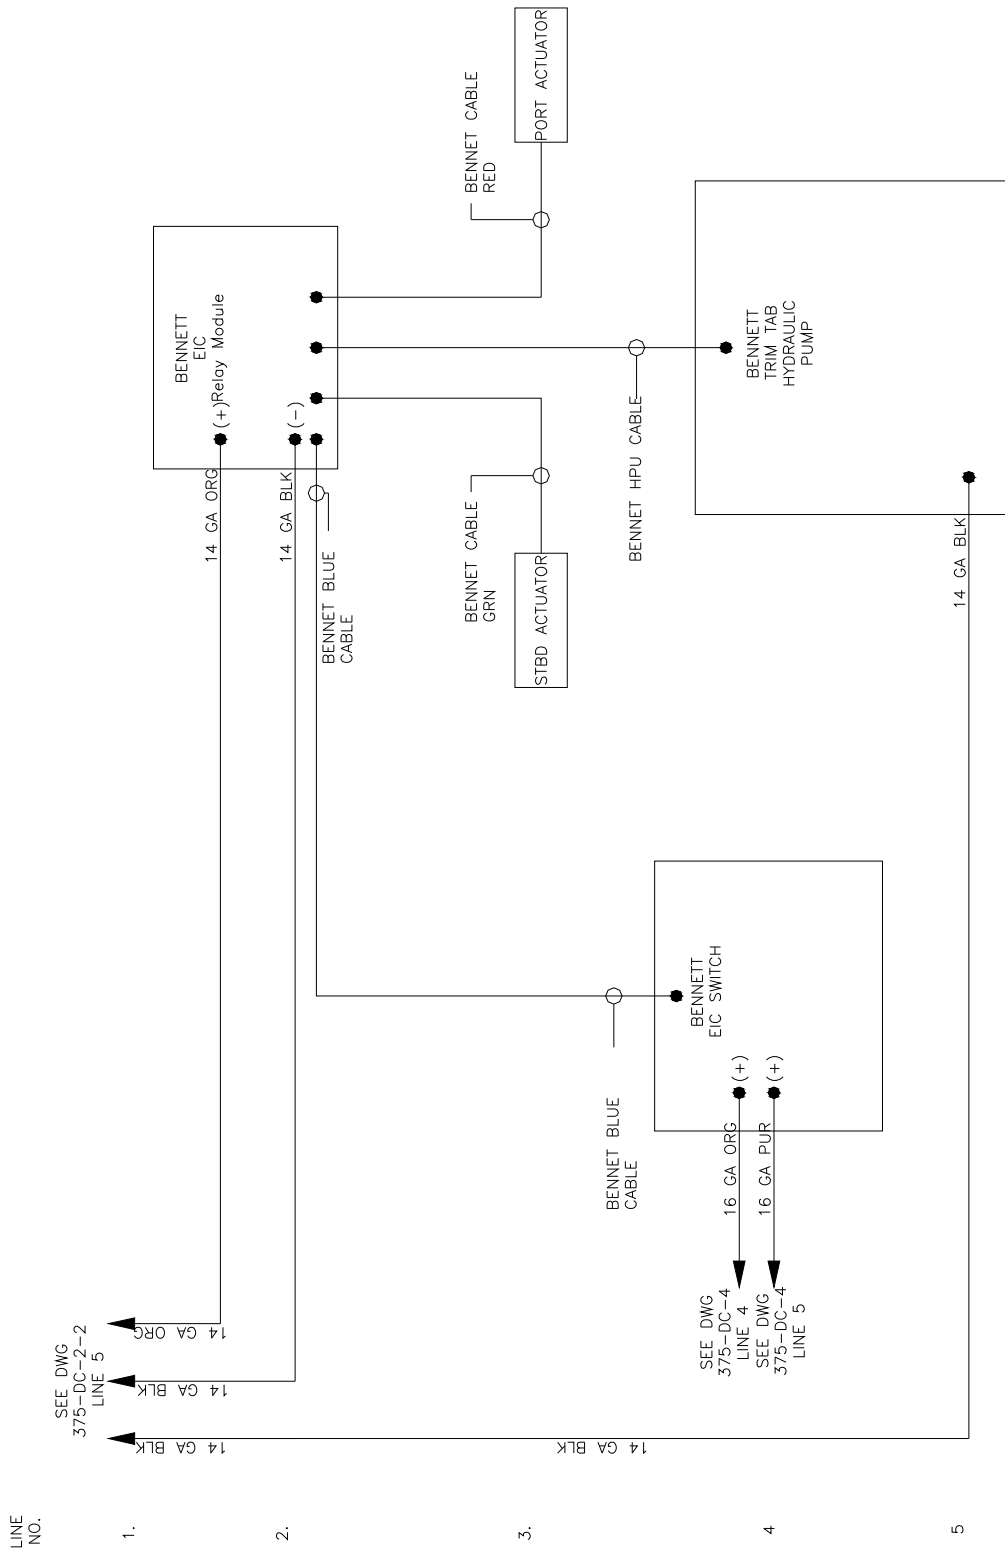 LINE
NO.
1.
2.
3.
4
5
SEE DWG
375-DC-2-2
LINE 5
14 GA ORG
14 GA BLK
14 GA BLK
14 GA BLK
14 GA ORG
14 GA BLK
BENNET BLUE
CABLE
BENNETT
EIC
Relay Module
(+)
(-)
BENNET CABLE
RED
PORT ACTUATOR
BENNET CABLE
GRN
STBD ACTUATOR
BENNET HPU CABLE
BENNETT
TRIM TAB
HYDRAULIC
PUMP
14 GA BLK
BENNET BLUE
CABLE
BENNETT
EIC SWITCH
(+)
(+)
16 GA ORG
16 GA PUR
SEE DWG
375-DC-4
LINE 4
SEE DWG
375-DC-4
LINE 5